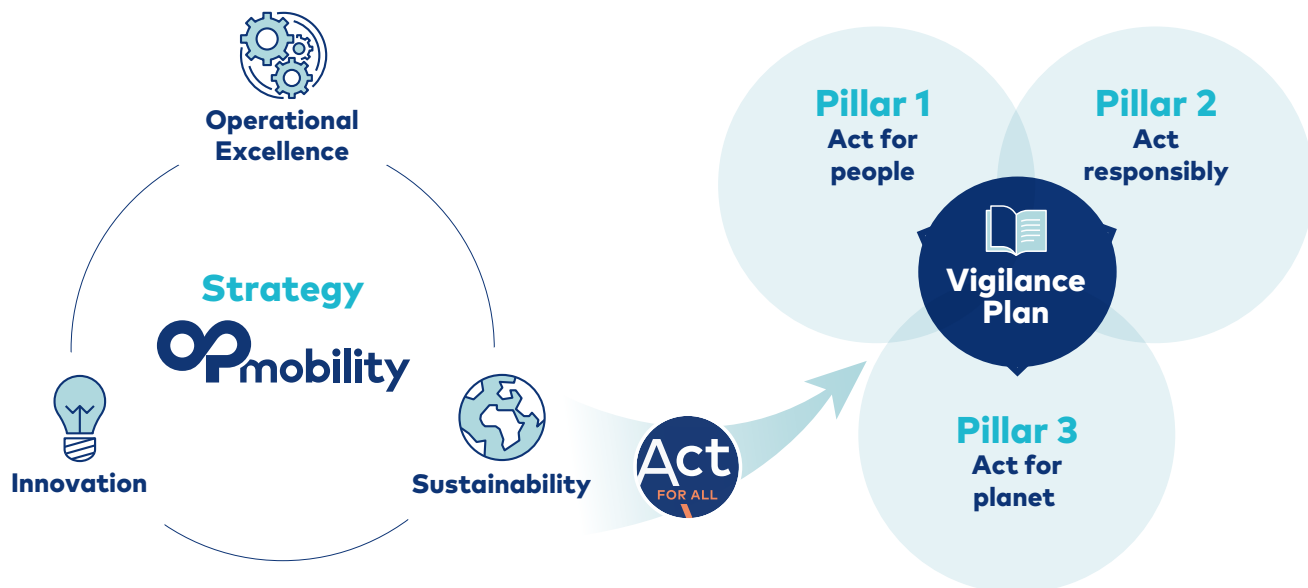 Operational
Excellence
Strategy
OPmobility
Innovation
Sustainability
Act
FOR ALL
Pillar 1
Act for
people
Pillar 2
Act
responsibly
Vigilance
Plan
Pillar 3
Act for
planet